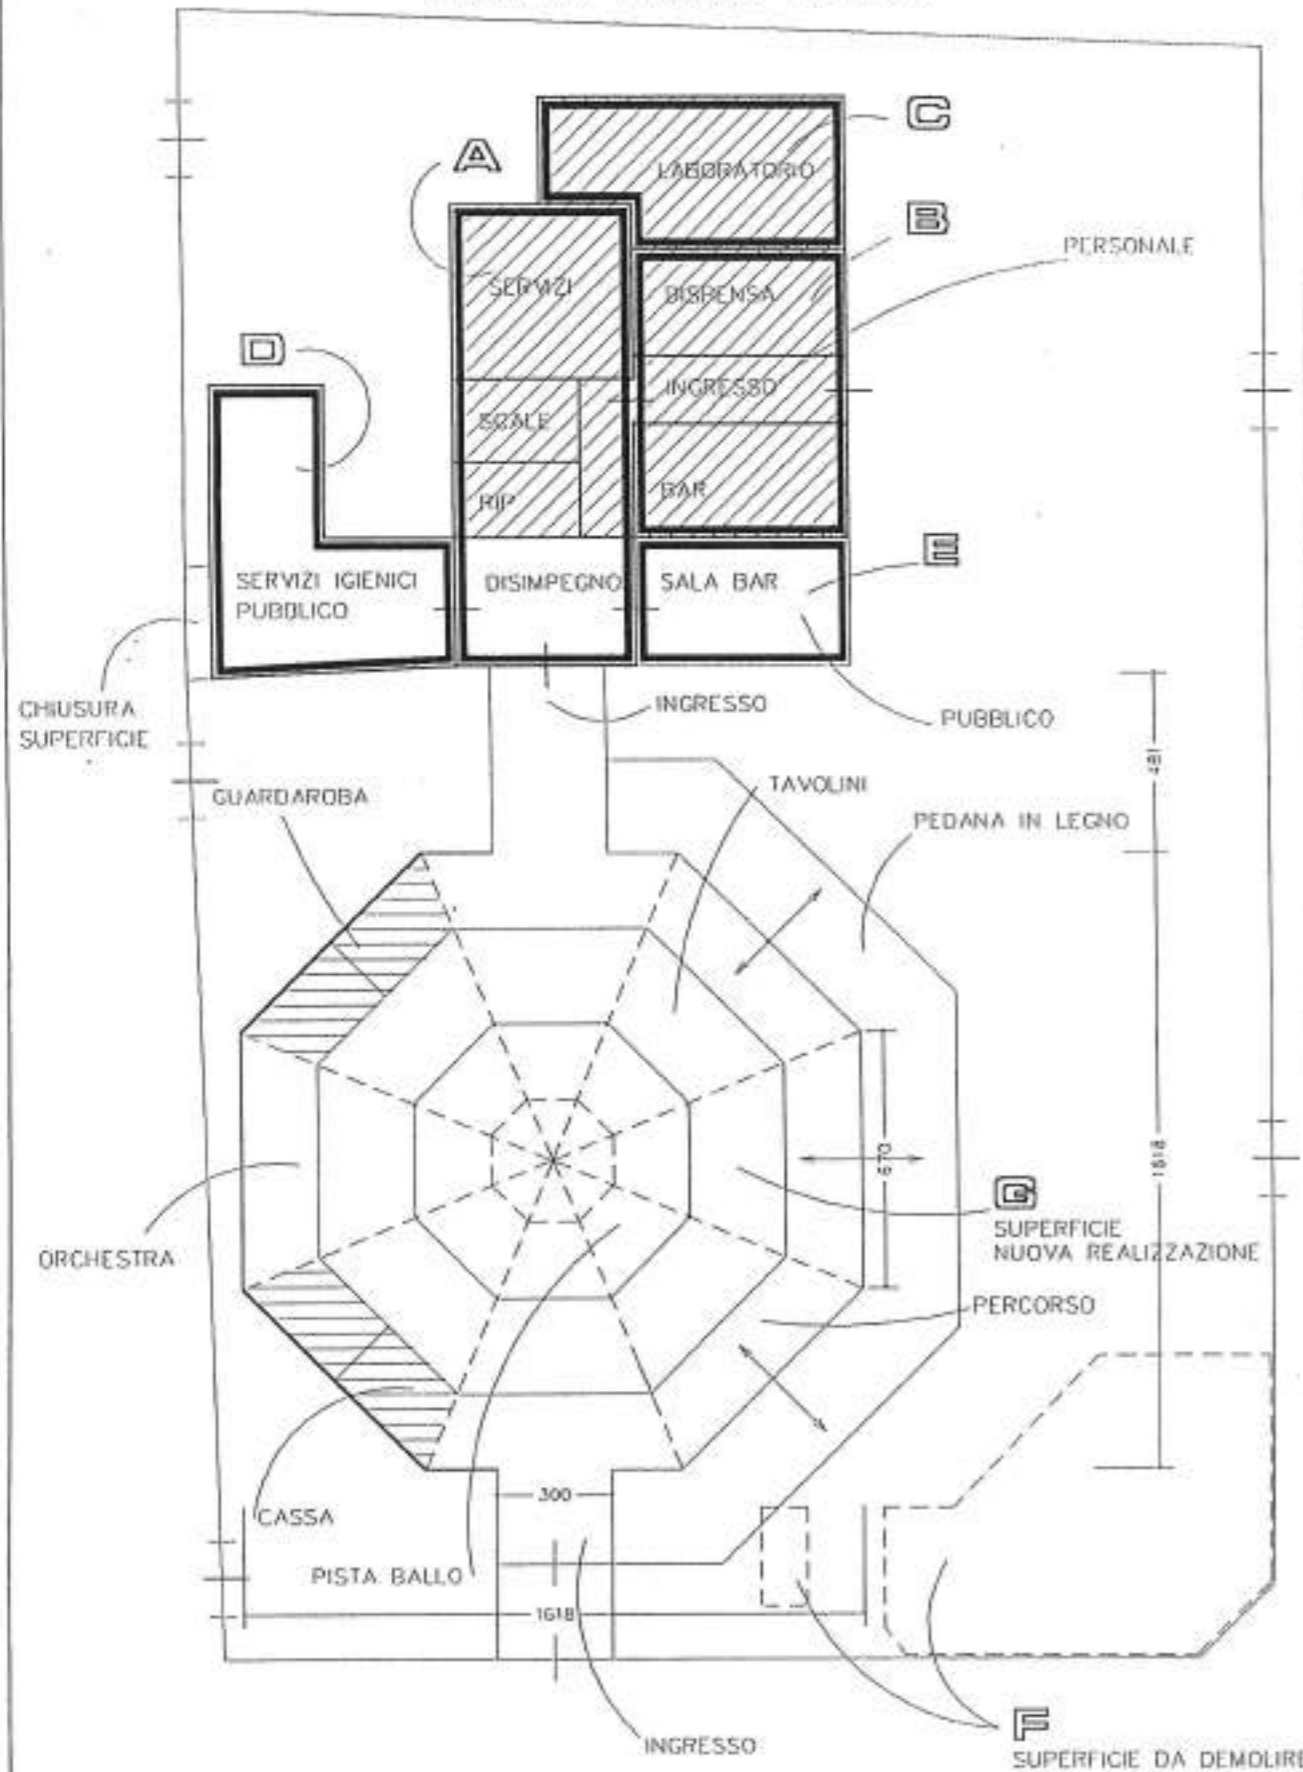 C
A
LABORATORIO
B
PERSONALE
SERVIZI
DISPENSA
D
INGRESSO
SCALE
RIP
BAR
E
SERVIZI IGIENICI
PUBBLICO
DISIMPEGNO
SALA BAR
CHIUSURA
SUPERFICIE
INGRESSO
PUBBLICO
481
GUARDAROBA
TAVOLINI
PEDANA IN LEGNO
670
1618
G
SUPERFICIE
NUOVA REALIZZAZIONE
ORCHESTRA
PERCORSO
300
CASSA
PISTA BALLO
1618
F
INGRESSO
SUPERFICIE DA DEMOLIRE